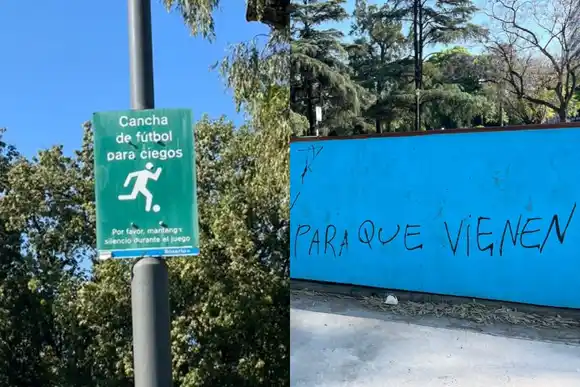 Cancha
de fútbol
para ciegos
Por favor, mantenga
silencio durante el juego
PARA QUE VIENEN